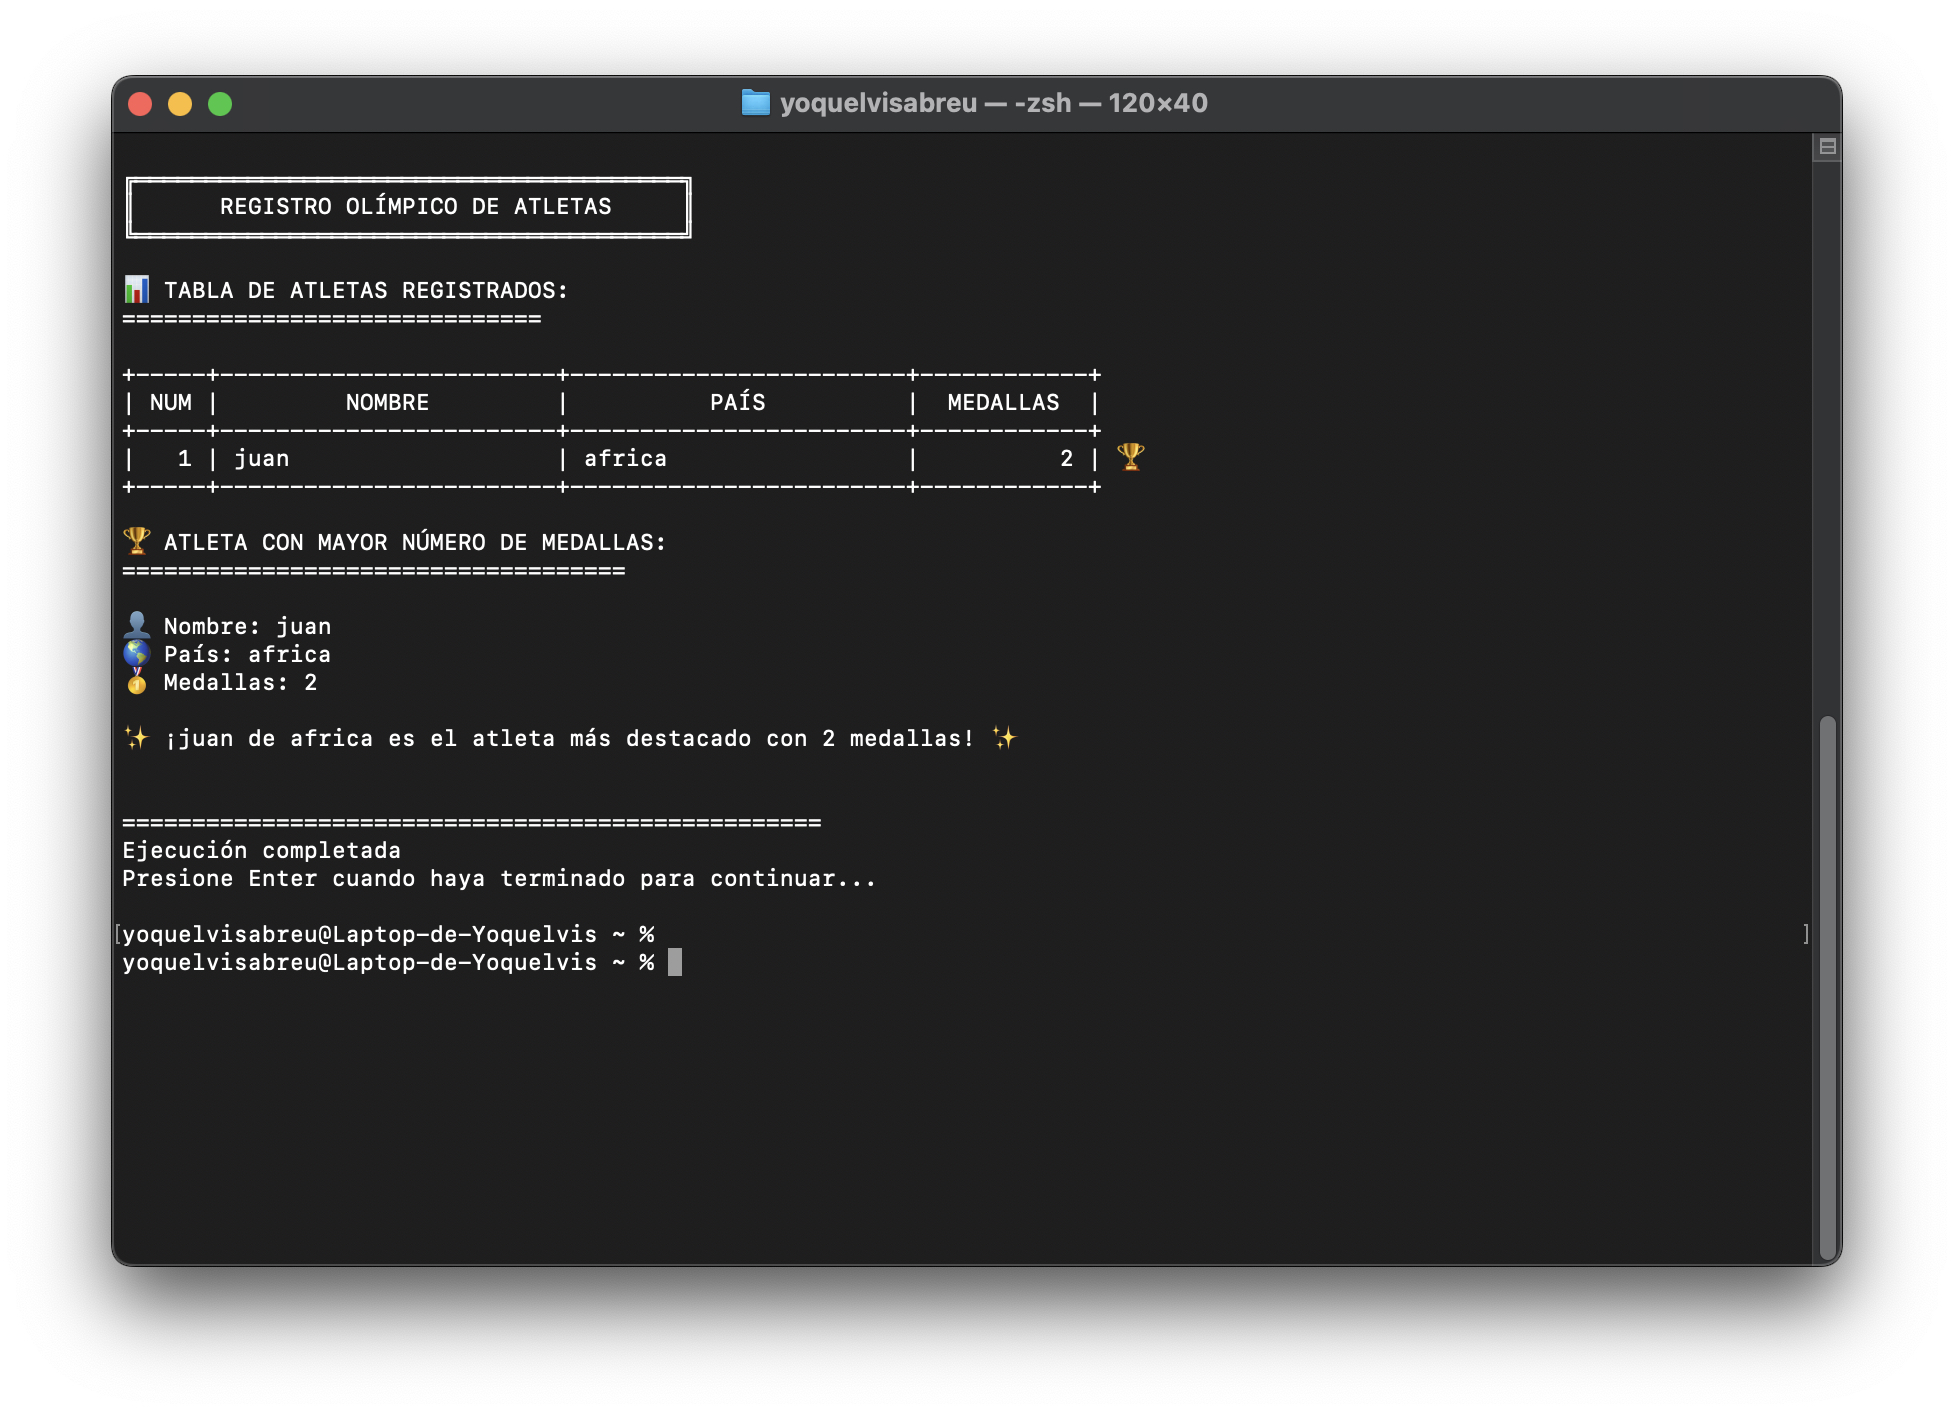 yoquelvisabreu — -zsh — 120×40
REGISTRO OLÍMPICO DE ATLETAS
📊 TABLA DE ATLETAS REGISTRADOS:
==============================
+-----+------------------------+------------------------+------------+
| NUM |         NOMBRE         |          PAÍS          |  MEDALLAS  |
+-----+------------------------+------------------------+------------+
|   1 | juan                   | africa                 |          2 | 🏆
+-----+------------------------+------------------------+------------+
🏆 ATLETA CON MAYOR NÚMERO DE MEDALLAS:
====================================
👤 Nombre: juan
🌎 País: africa
🏅 Medallas: 2
✨ ¡juan de africa es el atleta más destacado con 2 medallas! ✨
==================================================
Ejecución completada
Presione Enter cuando haya terminado para continuar...
[yoquelvisabreu@Laptop-de-Yoquelvis ~ % ]
yoquelvisabreu@Laptop-de-Yoquelvis ~ %